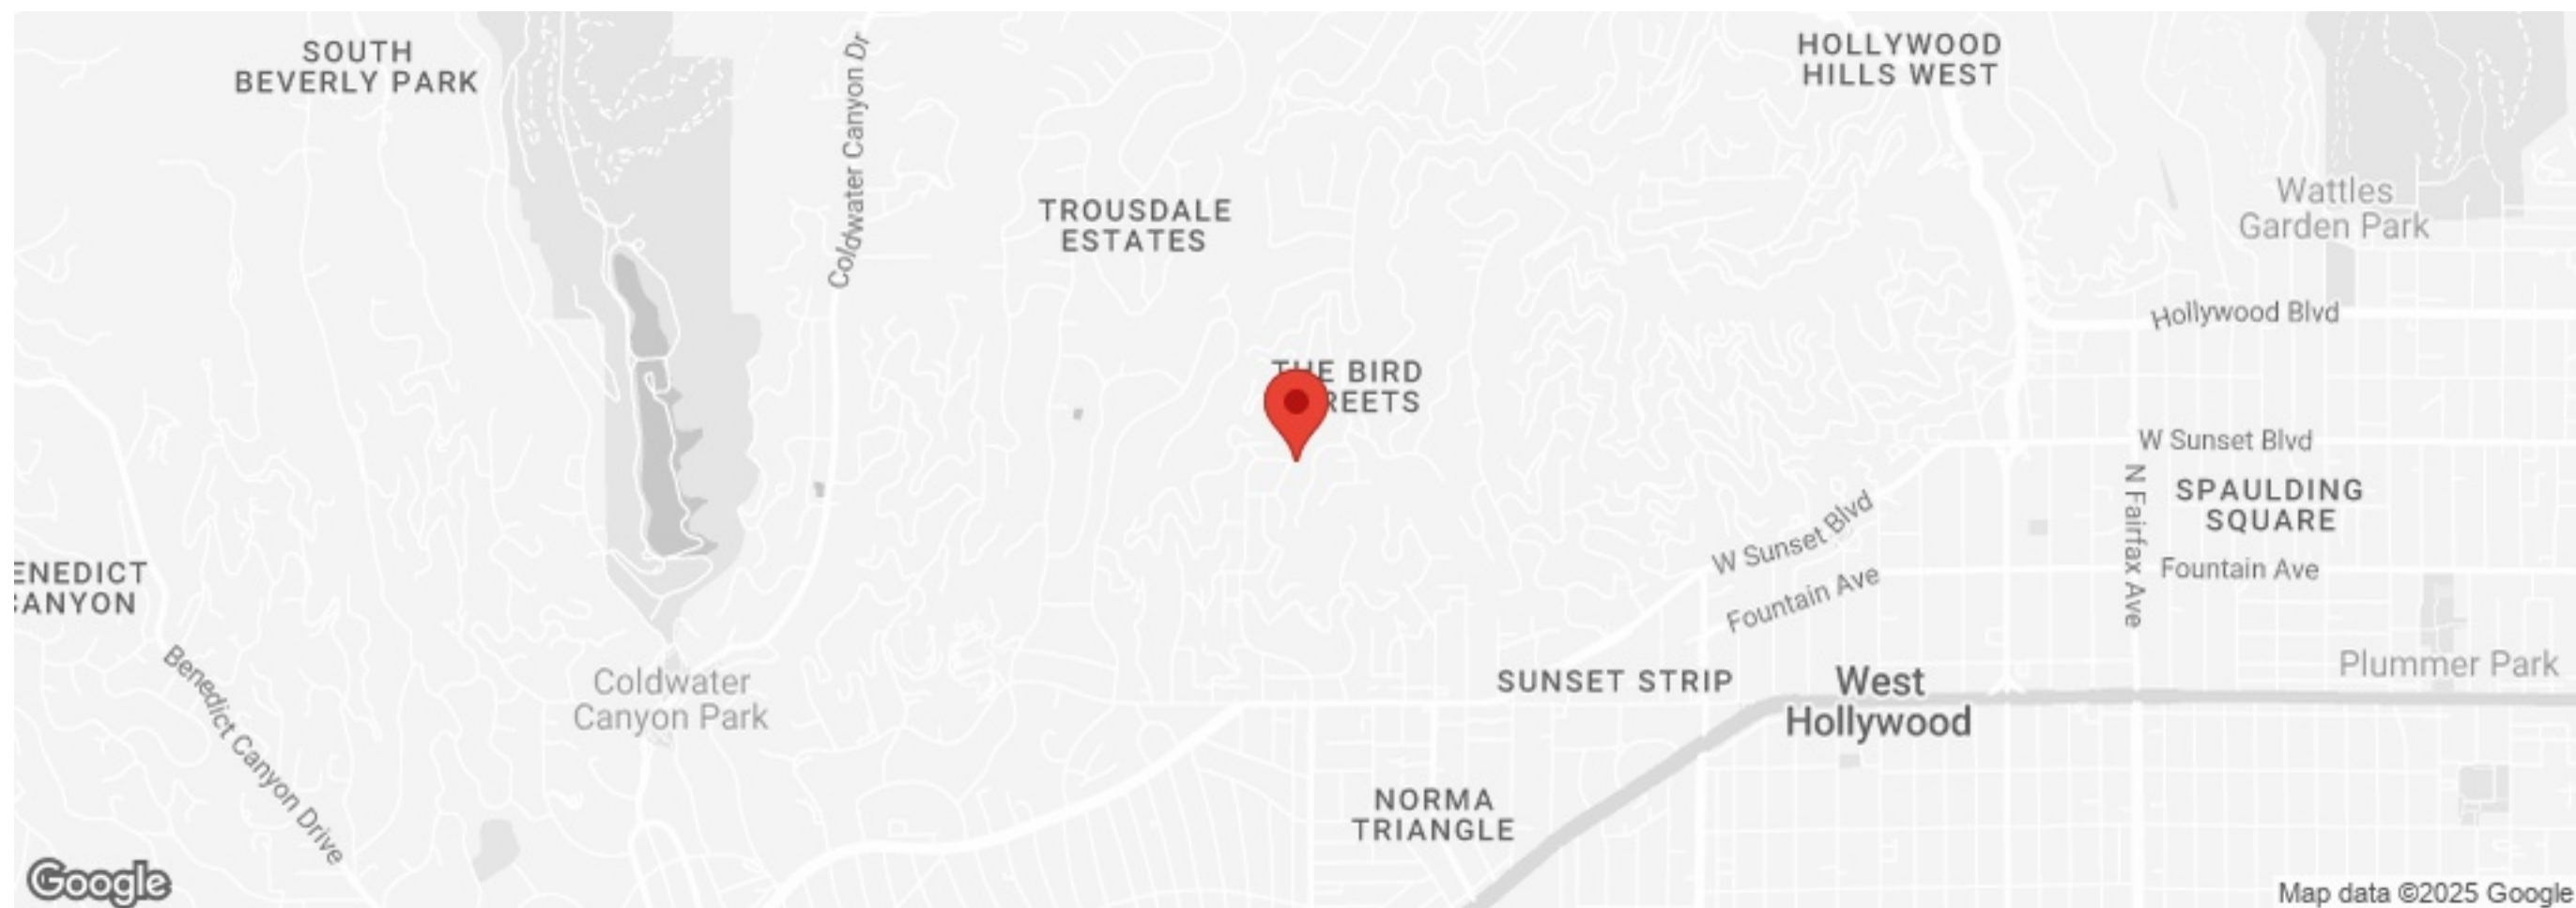 SOUTH
BEVERLY PARK
Coldwater Canyon Dr
HOLLYWOOD
HILLS WEST
TROUSDALE
ESTATES
Wattles
Garden Park
Hollywood Blvd
THE BIRD
REETS
W Sunset Blvd
N Fairfax Ave
SPAULDING
SQUARE
W Sunset Blvd
Fountain Ave
Fountain Ave
ENEDICT
CANYON
Benedict Canyon Drive
Coldwater
Canyon Park
SUNSET STRIP
West
Hollywood
Plummer Park
NORMA
TRIANGLE
Google
Map data ©2025 Google